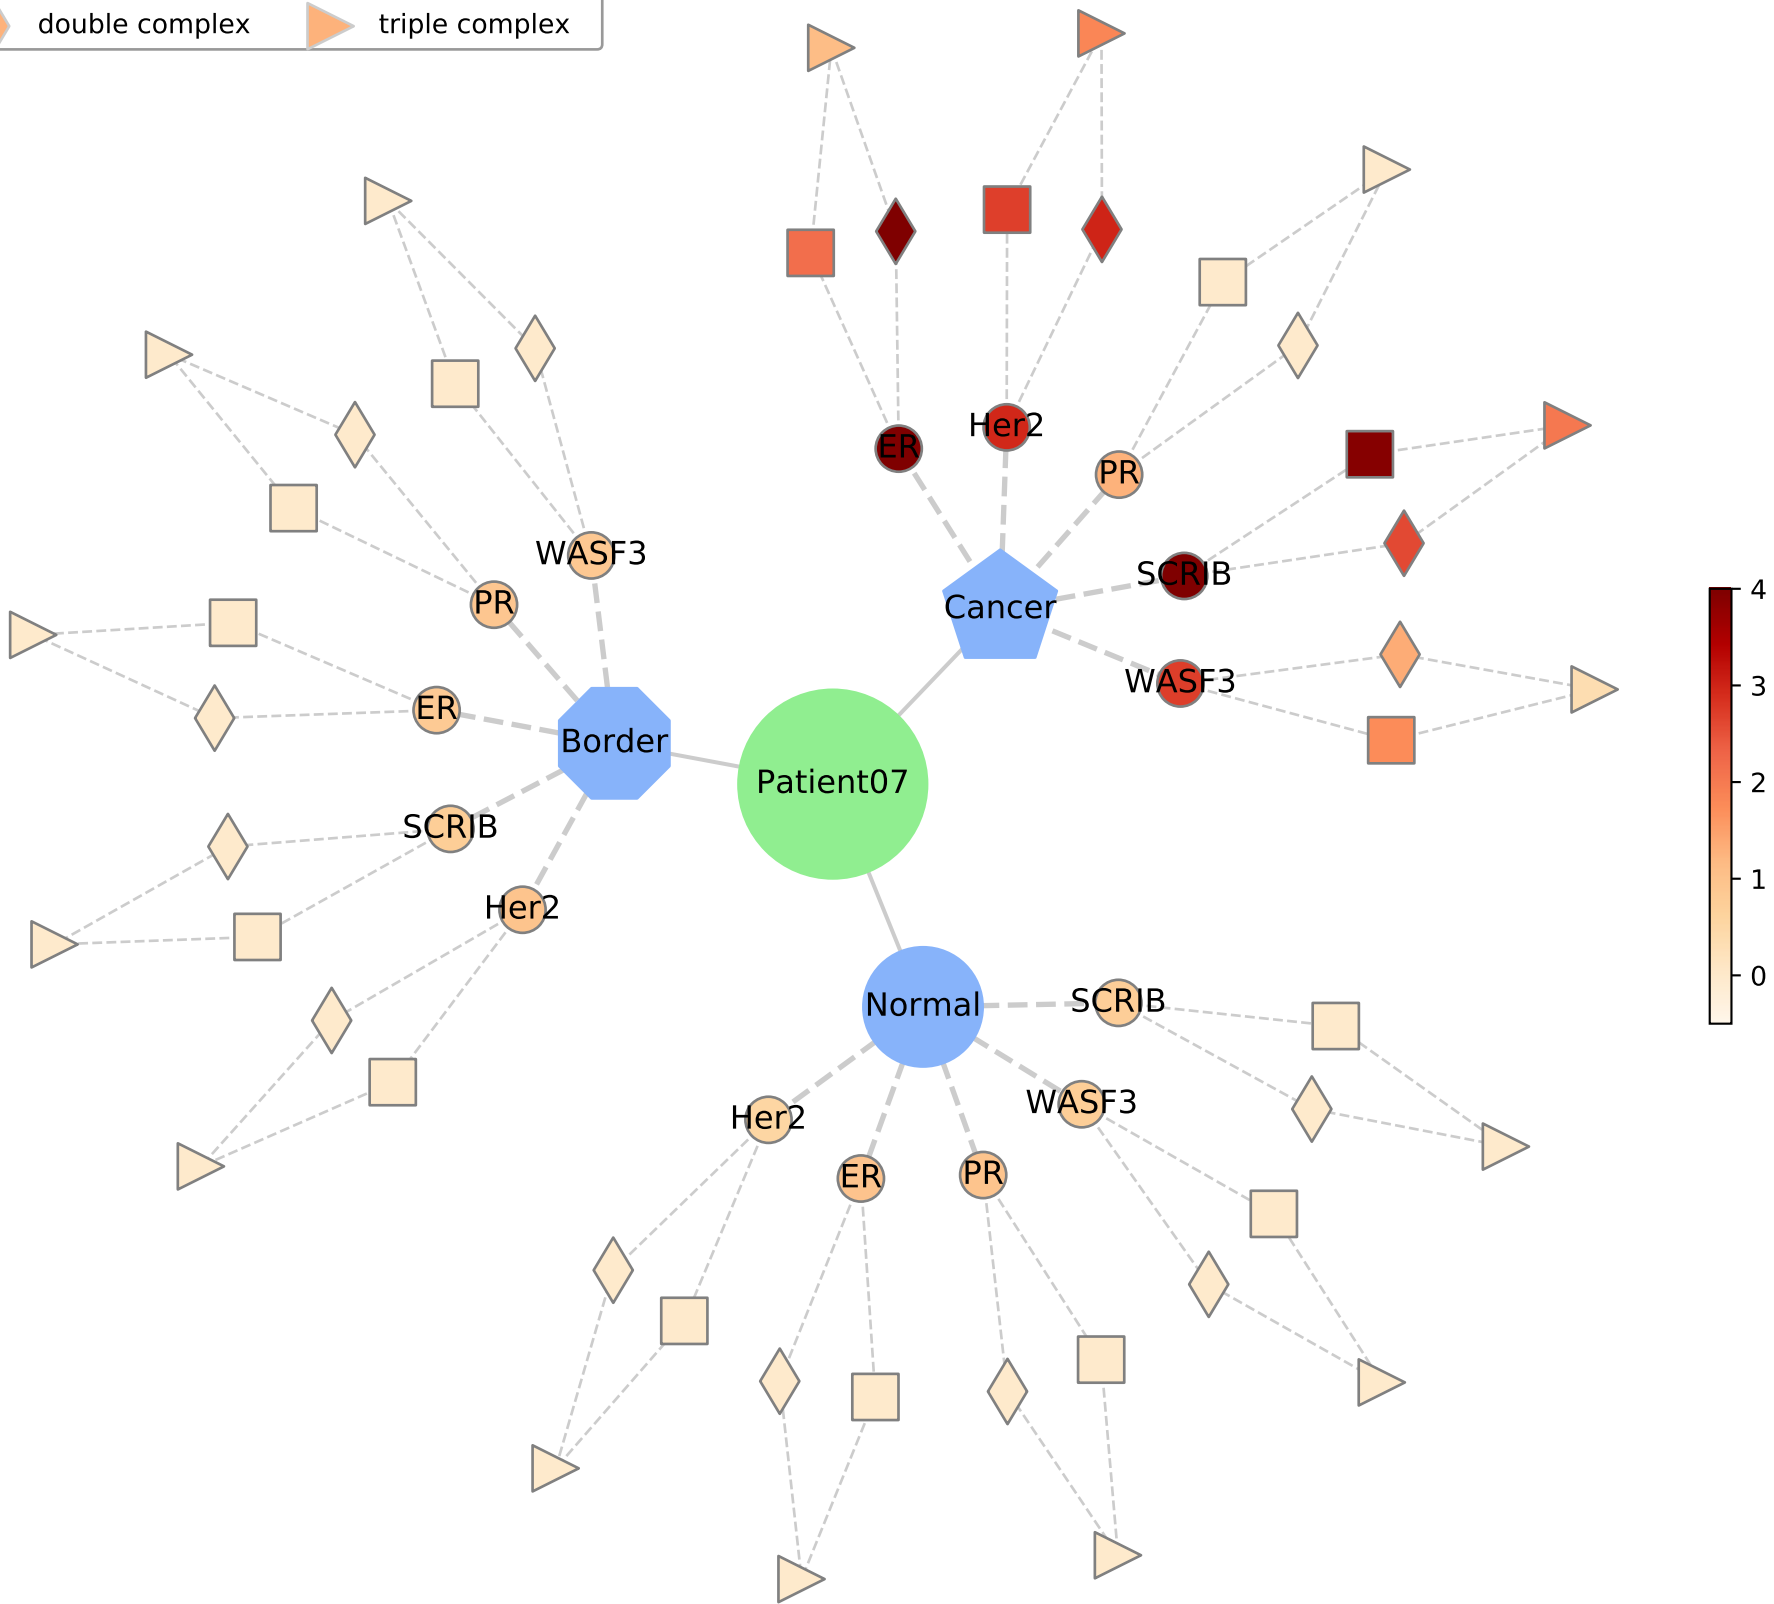 double complex
triple complex
ER
Her2
PR
WASF3
SCRIB
PR
Cancer
4
3
2
1
0
WASF3
ER
Border
Patient07
SCRIB
Her2
Normal
SCRIB
WASF3
Her2
ER
PR